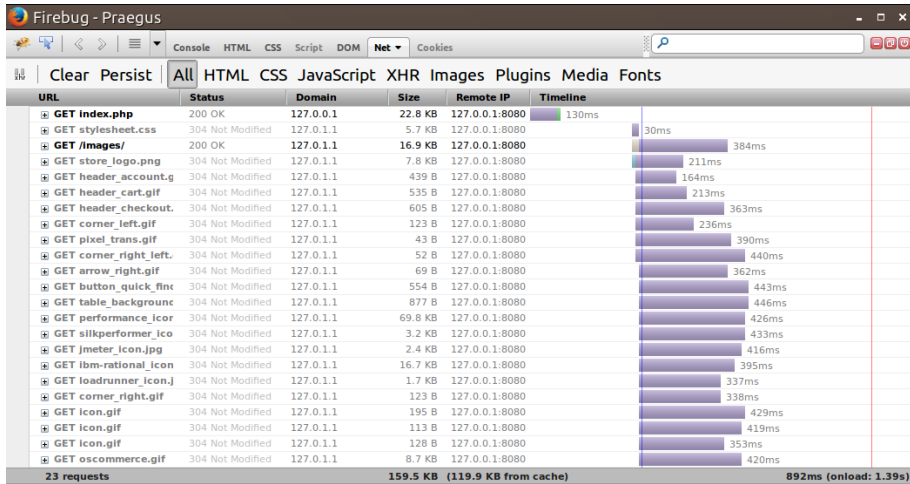 Firebug - Praegus
Console HTML CSS Script DOM Net Cookies
Clear Persist All HTML CSS JavaScript XHR Images Plugins Media Fonts
URL Status Domain Size Remote IP Timeline
GET index.php 200 OK 127.0.0.1 22.8 KB 127.0.0.1:8080 130ms
GET stylesheet.css 304 Not Modified 127.0.1.1 5.7 KB 127.0.0.1:8080 30ms
GET /images/ 200 OK 127.0.1.1 16.9 KB 127.0.0.1:8080 384ms
GET store_logo.png 304 Not Modified 127.0.1.1 7.8 KB 127.0.0.1:8080 211ms
GET header_account.g 304 Not Modified 127.0.1.1 439 B 127.0.0.1:8080 164ms
GET header_cart.gif 304 Not Modified 127.0.1.1 535 B 127.0.0.1:8080 213ms
GET header_checkout. 304 Not Modified 127.0.1.1 605 B 127.0.0.1:8080 363ms
GET corner_left.gif 304 Not Modified 127.0.1.1 123 B 127.0.0.1:8080 236ms
GET pixel_trans.gif 304 Not Modified 127.0.1.1 43 B 127.0.0.1:8080 390ms
GET corner_right_left. 304 Not Modified 127.0.1.1 52 B 127.0.0.1:8080 440ms
GET arrow_right.gif 304 Not Modified 127.0.1.1 69 B 127.0.0.1:8080 362ms
GET button_quick_finc 304 Not Modified 127.0.1.1 554 B 127.0.0.1:8080 443ms
GET table_background 304 Not Modified 127.0.1.1 877 B 127.0.0.1:8080 446ms
GET performance_icor 304 Not Modified 127.0.1.1 69.8 KB 127.0.0.1:8080 426ms
GET silkperformer_ico 304 Not Modified 127.0.1.1 3.2 KB 127.0.0.1:8080 433ms
GET jmeter_icon.jpg 304 Not Modified 127.0.1.1 2.4 KB 127.0.0.1:8080 416ms
GET ibm-rational_icon 304 Not Modified 127.0.1.1 16.7 KB 127.0.0.1:8080 395ms
GET loadrunner_icon.j 304 Not Modified 127.0.1.1 1.7 KB 127.0.0.1:8080 337ms
GET corner_right.gif 304 Not Modified 127.0.1.1 123 B 127.0.0.1:8080 338ms
GET icon.gif 304 Not Modified 127.0.1.1 195 B 127.0.0.1:8080 429ms
GET icon.gif 304 Not Modified 127.0.1.1 113 B 127.0.0.1:8080 419ms
GET icon.gif 304 Not Modified 127.0.1.1 128 B 127.0.0.1:8080 353ms
GET oscommerce.gif 304 Not Modified 127.0.1.1 8.7 KB 127.0.0.1:8080 420ms
23 requests 159.5 KB (119.9 KB from cache) 892ms (onload: 1.39s)